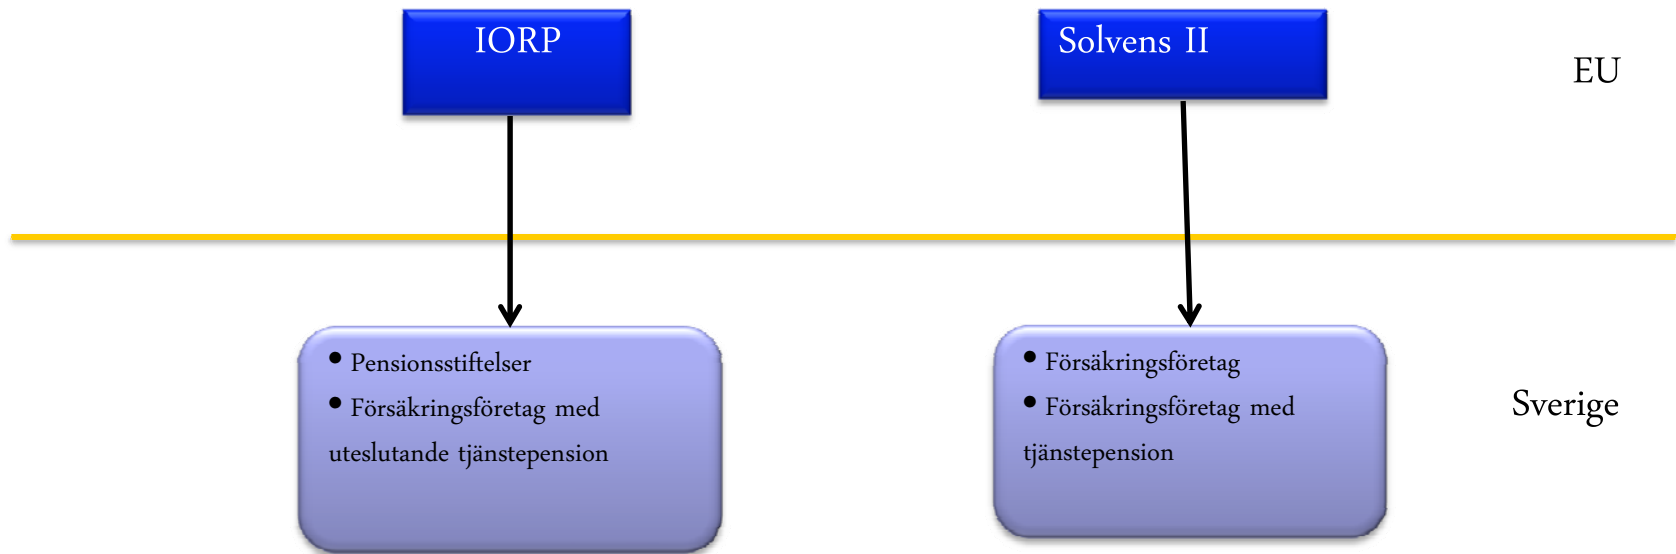 IORP
Solvens II
EU
• Pensionsstiftelser
• Försäkringsföretag med
uteslutande tjänstepension
• Försäkringsföretag
• Försäkringsföretag med
tjänstepension
Sverige